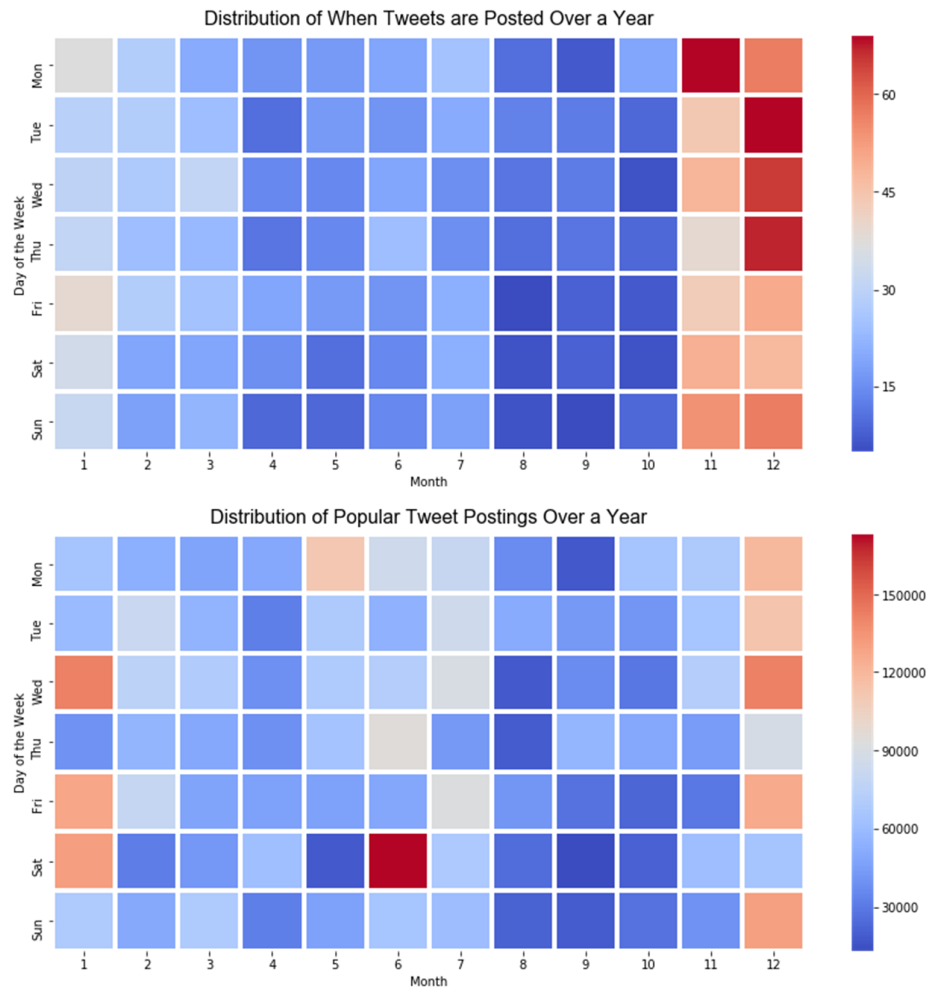 Distribution of When Tweets are Posted Over a Year
Day of the Week
Mon
Tue
Wed
Thu
Fri
Sat
Sun
1 2 3 4 5 6 7 8 9 10 11 12
Month
60
45
30
15
Distribution of Popular Tweet Postings Over a Year
Day of the Week
Mon
Tue
Wed
Thu
Fri
Sat
Sun
1 2 3 4 5 6 7 8 9 10 11 12
Month
150000
120000
90000
60000
30000